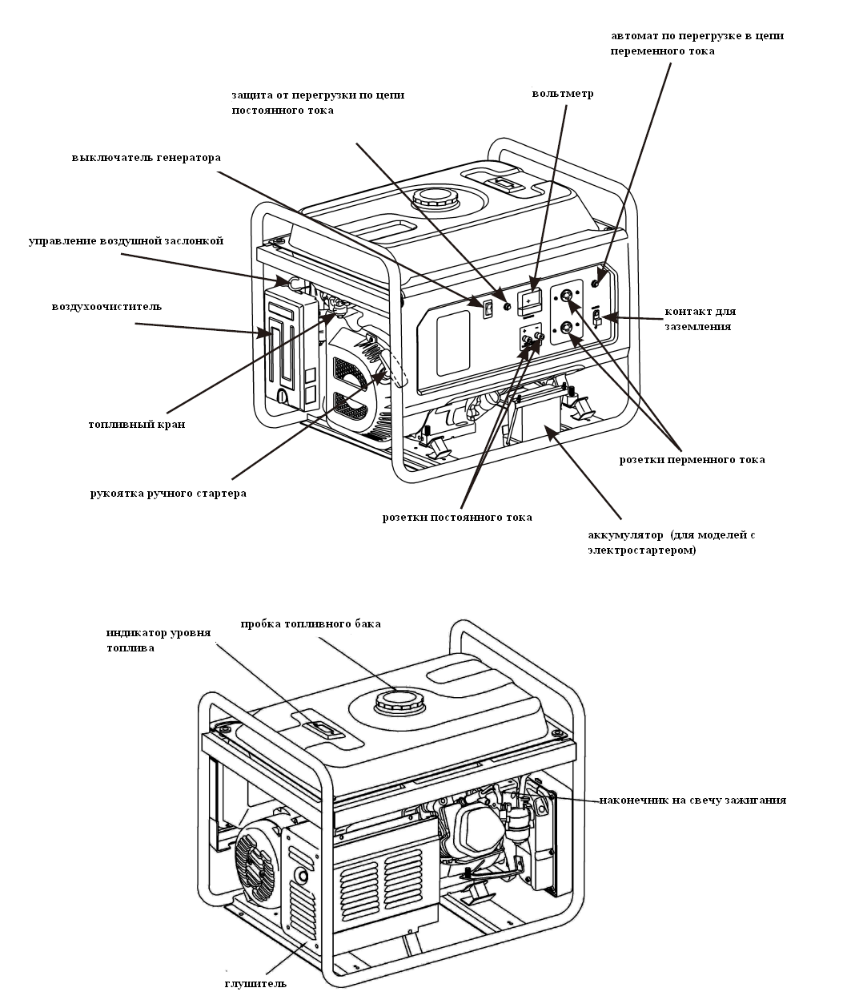 автомат по перегрузке в цепи
переменного тока
защита от перегрузки по цепи
постоянного тока
вольтметр
выключатель генератора
управление воздушной заслонкой
воздухоочиститель
контакт для
заземления
топливный кран
розетки перменного тока
рукоятка ручного стартера
розетки постоянного тока
аккумулятор (для моделей с
электростартером)
индикатор уровня
топлива
пробка топливного бака
наконечник на свечу зажигания
глушитель